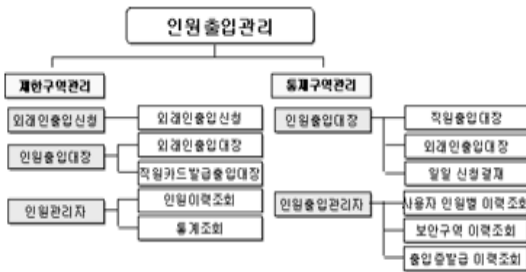 인원출입관리
제한구역관리
외래인출입신청
외래인출입신청
인원출입대장
외래인출입대장
직원카드발급출입대장
인원관리자
인원이력조회
통계조회
통제구역관리
인원출입대장
직원출입대장
외래인출입대장
일일 신청결재
인원출입관리자
사용자 인원별 이력조회
보안구역 이력조회
출입증발급 이력조회